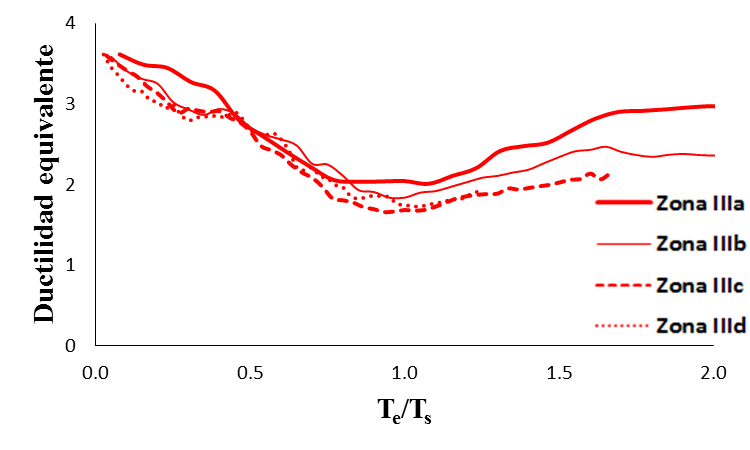 Ductilidad equivalente
4
3
2
1
0
0.0 0.5 1.0 1.5 2.0
Te/Ts
Zona IIIa
Zona IIIb
Zona IIIc
Zona IIId